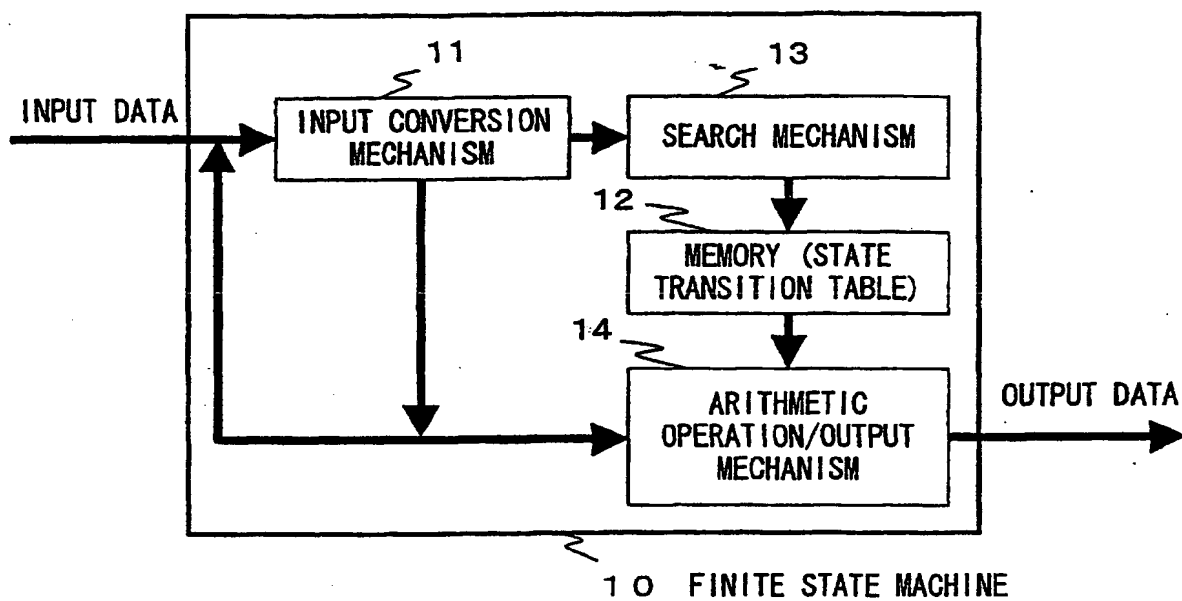 11
13
INPUT DATA
INPUT CONVERSION
MECHANISM
SEARCH MECHANISM
12
MEMORY (STATE
TRANSITION TABLE)
14
ARITHMETIC
OPERATION/OUTPUT
MECHANISM
OUTPUT DATA
10 FINITE STATE MACHINE